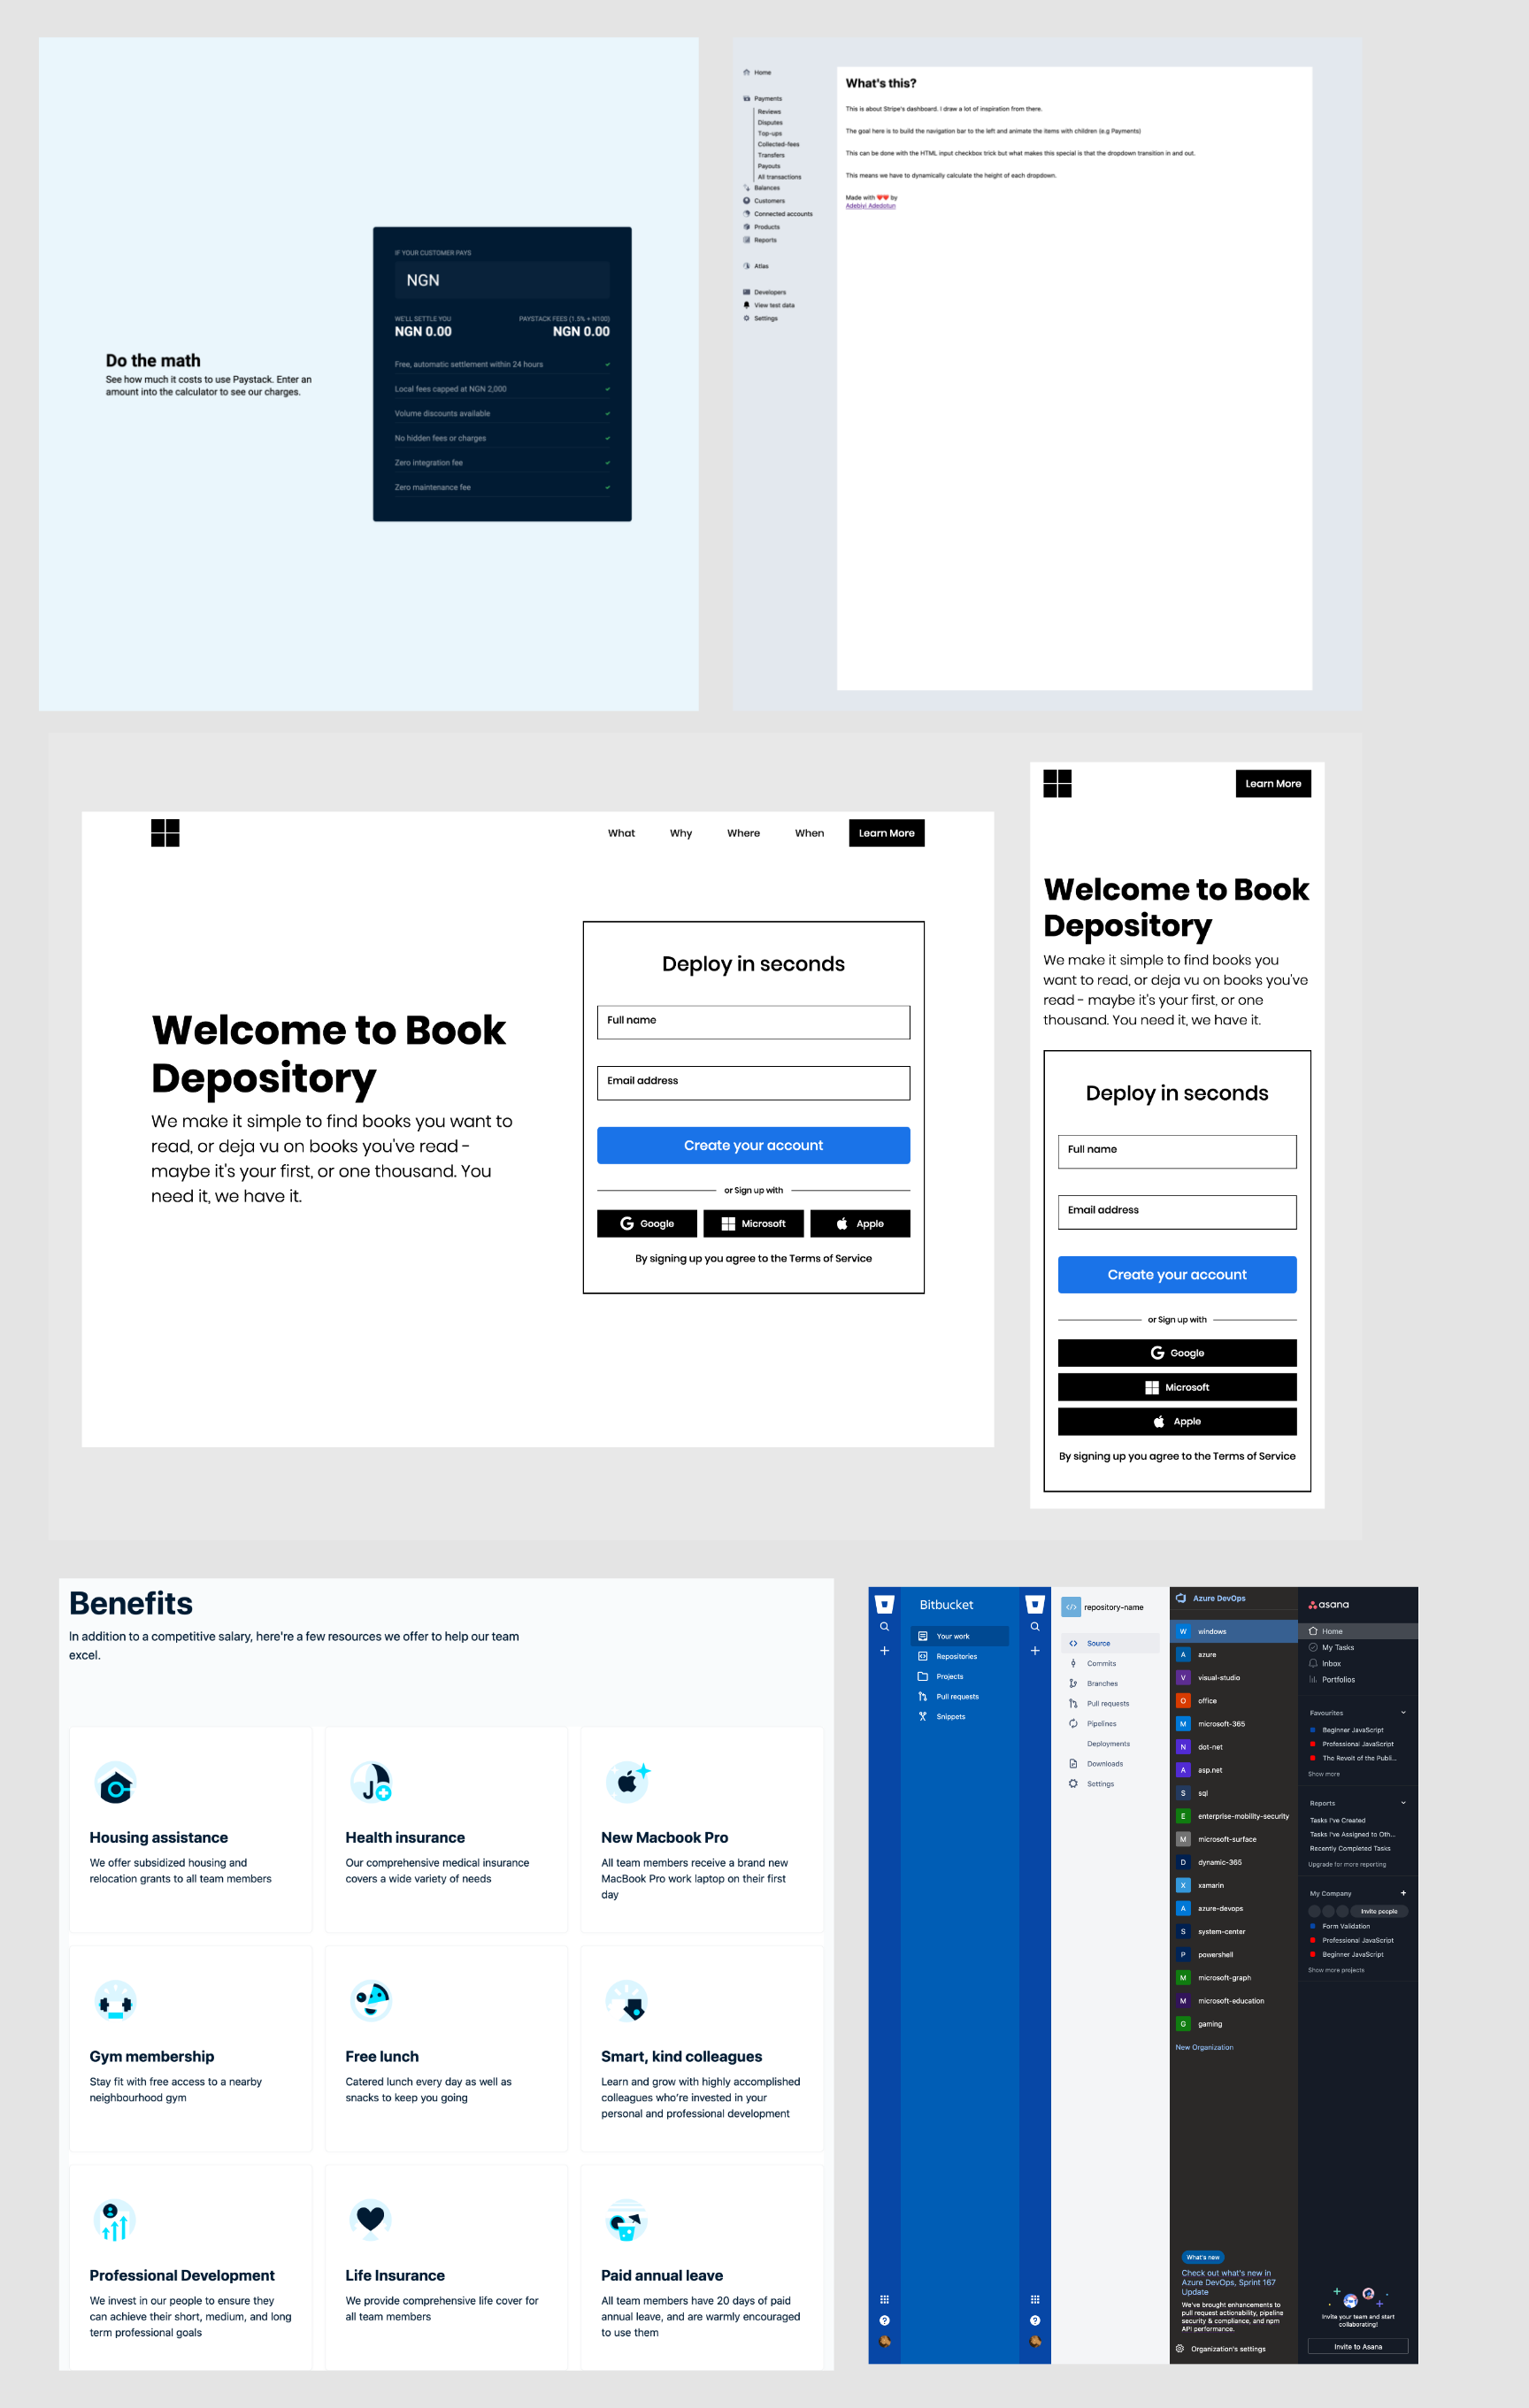 IF YOUR CUSTOMER PAYS
NGN
WE'LL SETTLE YOU
PAYSTACK FEES (1.5% + N100)
NGN 0.00
NGN 0.00
Free, automatic settlement within 24 hours
Local fees capped at NGN 2,000
Volume discounts available
No hidden fees or charges
Zero integration fee
Zero maintenance fee
Do the math
See how much it costs to use Paystack. Enter an
amount into the calculator to see our charges.
Home
Payments
Reviews
Disputes
Top-ups
Collected-fees
Transfers
Payouts
All transactions
Balances
Customers
Connected accounts
Products
Reports
Atlas
Developers
View test data
Settings
What's this?
This is about Stripe's dashboard. I draw a lot of inspiration from there.
The goal here is to build the navigation bar to the left and animate the items with children (e.g Payments)
This can be done with the HTML input checkbox trick but what makes this special is that the dropdown transition in and out.
This means we have to dynamically calculate the height of each dropdown.
Made with ❤️❤️ by
Adebiyi Adedotun
What
Why
Where
When
Learn More
Welcome to Book
Depository
We make it simple to find books you want to
read, or deja vu on books you've read -
maybe it's your first, or one thousand. You
need it, we have it.
Deploy in seconds
Full name
Email address
Create your account
or Sign up with
Google
Microsoft
Apple
By signing up you agree to the Terms of Service
Learn More
Welcome to Book
Depository
We make it simple to find books you
want to read, or deja vu on books you've
read - maybe it's your first, or one
thousand. You need it, we have it.
Deploy in seconds
Full name
Email address
Create your account
or Sign up with
Google
Microsoft
Apple
By signing up you agree to the Terms of Service
Benefits
In addition to a competitive salary, here're a few resources we offer to help our team
excel.
Housing assistance
We offer subsidized housing and
relocation grants to all team members
Health insurance
Our comprehensive medical insurance
covers a wide variety of needs
New Macbook Pro
All team members receive a brand new
MacBook Pro work laptop on their first
day
Gym membership
Stay fit with free access to a nearby
neighbourhood gym
Free lunch
Catered lunch every day as well as
snacks to keep you going
Smart, kind colleagues
Learn and grow with highly accomplished
colleagues who're invested in your
personal and professional development
Professional Development
We invest in our people to ensure they
can achieve their short, medium, and long
term professional goals
Life Insurance
We provide comprehensive life cover for
all team members
Paid annual leave
All team members have 20 days of paid
annual leave, and are warmly encouraged
to use them
Bitbucket
Your work
Repositories
Projects
Pull requests
Snippets
repository-name
Source
Commits
Branches
Pull requests
Pipelines
Deployments
Downloads
Settings
Azure DevOps
W windows
A azure
V visual-studio
O office
M microsoft-365
N dot-net
A asp.net
S sql
E enterprise-mobility-security
M microsoft-surface
D dynamic-365
X xamarin
A azure-devops
S system-center
P powershell
M microsoft-graph
M microsoft-education
G gaming
New Organization
What's new
Check out what's new in
Azure DevOps, Sprint 167
Update
We've brought enhancements to
pull request actionability, pipeline
security & compliance, and npm
API performance.
Organization's settings
asana
Home
My Tasks
Inbox
Portfolios
Favourites
Beginner JavaScript
Professional JavaScript
The Revolt of the Publi...
Show more
Reports
Tasks I've Created
Tasks I've Assigned to Oth...
Recently Completed Tasks
Upgrade for more reporting
My Company
Invite people
Form Validation
Professional JavaScript
Beginner JavaScript
Show more projects
Invite your team and start
collaborating!
Invite to Asana